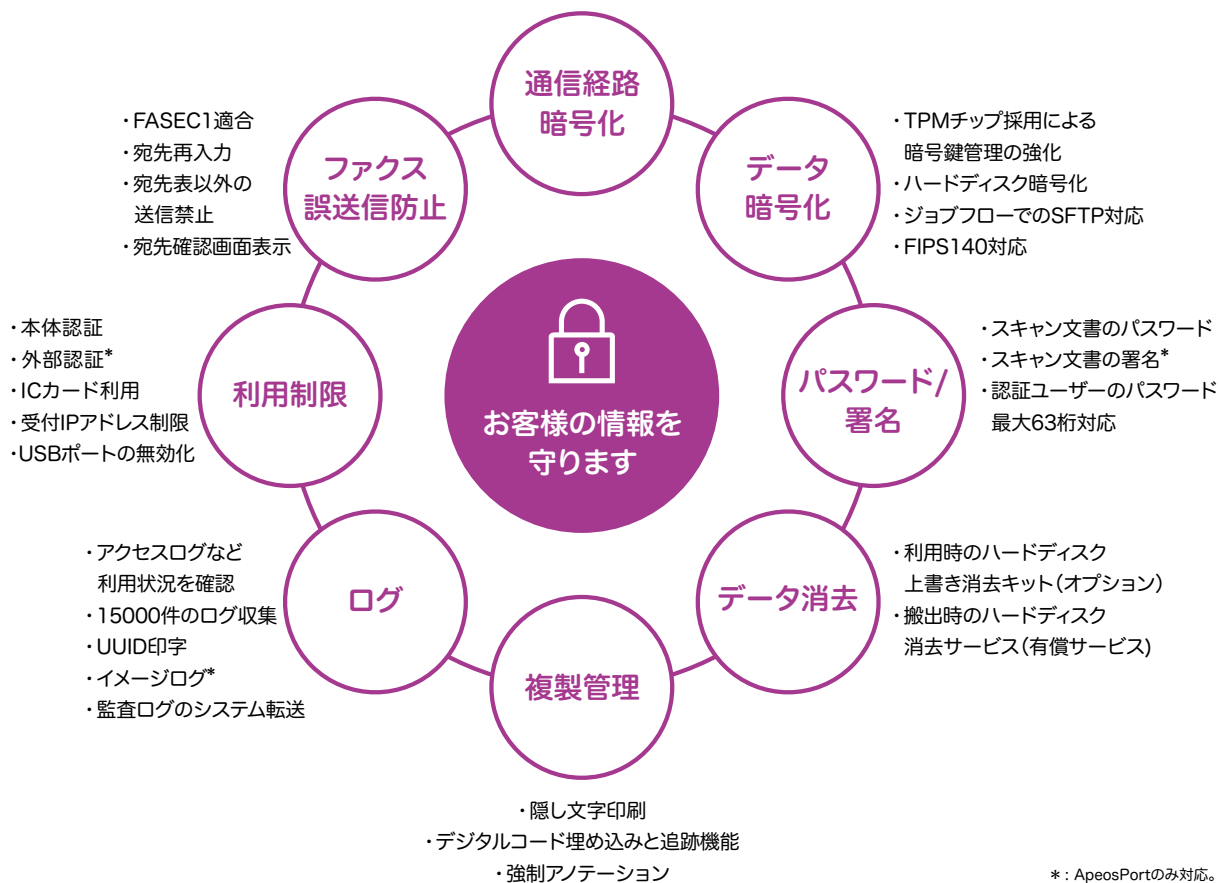 通信経路
暗号化
データ
暗号化
・TPMチップ採用による
暗号鍵管理の強化
・ハードディスク暗号化
・ジョブフローでのSFTP対応
・FIPS140対応
パスワード/
署名
・スキャン文書のパスワード
・スキャン文書の署名*
・認証ユーザーのパスワード
最大63桁対応
データ消去
・利用時のハードディスク
上書き消去キット(オプション)
・搬出時のハードディスク
消去サービス(有償サービス)
複製管理
・隠し文字印刷
・デジタルコード埋め込みと追跡機能
・強制アノテーション
ログ
・アクセスログなど
利用状況を確認
・15000件のログ収集
・UUID印字
・イメージログ*
・監査ログのシステム転送
利用制限
・本体認証
・外部認証*
・ICカード利用
・受付IPアドレス制限
・USBポートの無効化
ファクス
誤送信防止
・FASEC1適合
・宛先再入力
・宛先表以外の
送信禁止
・宛先確認画面表示
お客様の情報を
守ります
*：ApeosPortのみ対応。